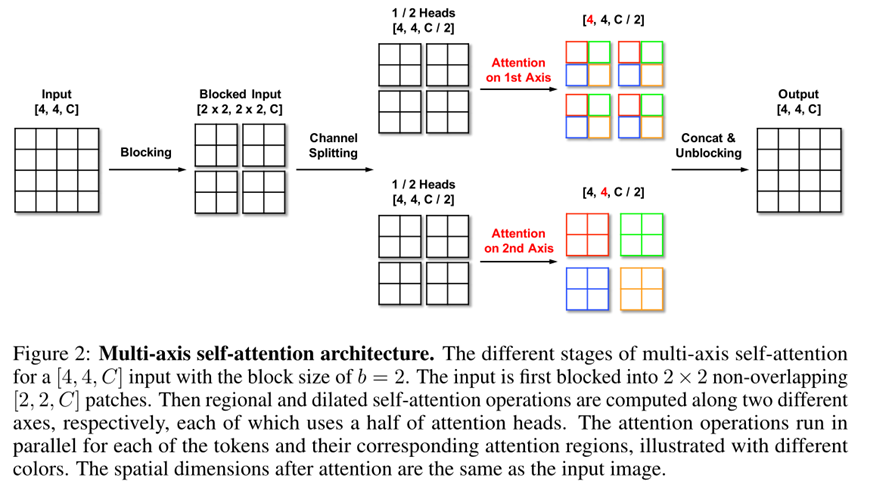 Input
[4, 4, C]
Blocking
Blocked Input
[2 x 2, 2 x 2, C]
Channel
Splitting
1 / 2 Heads
[4, 4, C / 2]
Attention
on 1st Axis
[4, 4, C / 2]
1 / 2 Heads
[4, 4, C / 2]
Attention
on 2nd Axis
[4, 4, C / 2]
Concat &
Unblocking
Output
[4, 4, C]
Figure 2: Multi-axis self-attention architecture. The different stages of multi-axis self-attention
for a [4, 4, C] input with the block size of b = 2. The input is first blocked into 2 × 2 non-overlapping
[2, 2, C] patches. Then regional and dilated self-attention operations are computed along two different
axes, respectively, each of which uses a half of attention heads. The attention operations run in
parallel for each of the tokens and their corresponding attention regions, illustrated with different
colors. The spatial dimensions after attention are the same as the input image.